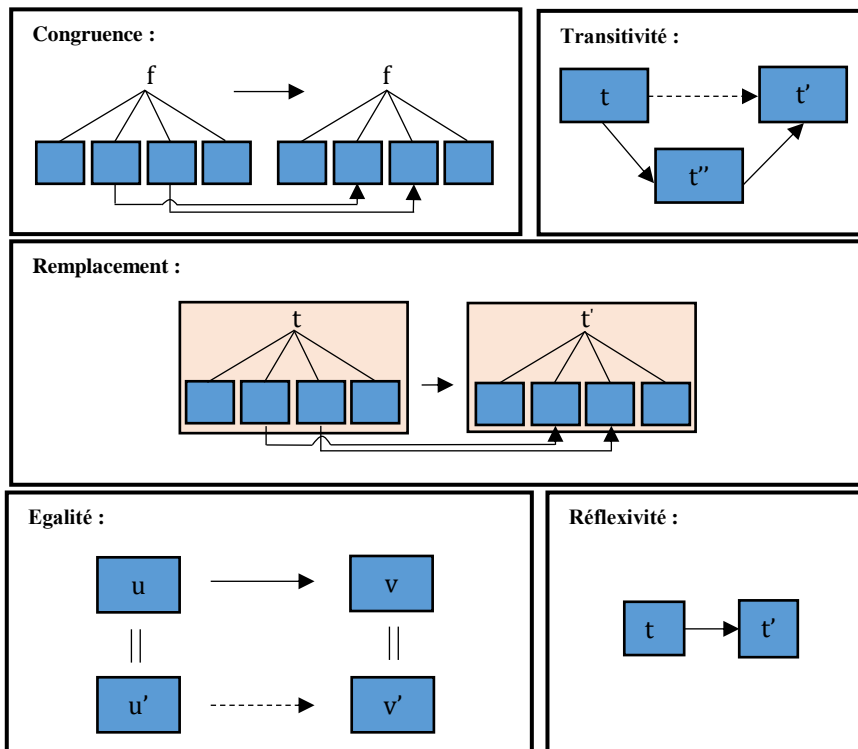 Congruence :
f
f
Transitivité :
t
t’
t’’
Remplacement :
t
t'
Egalité :
u
v
u’
v’
Réflexivité :
t
t’